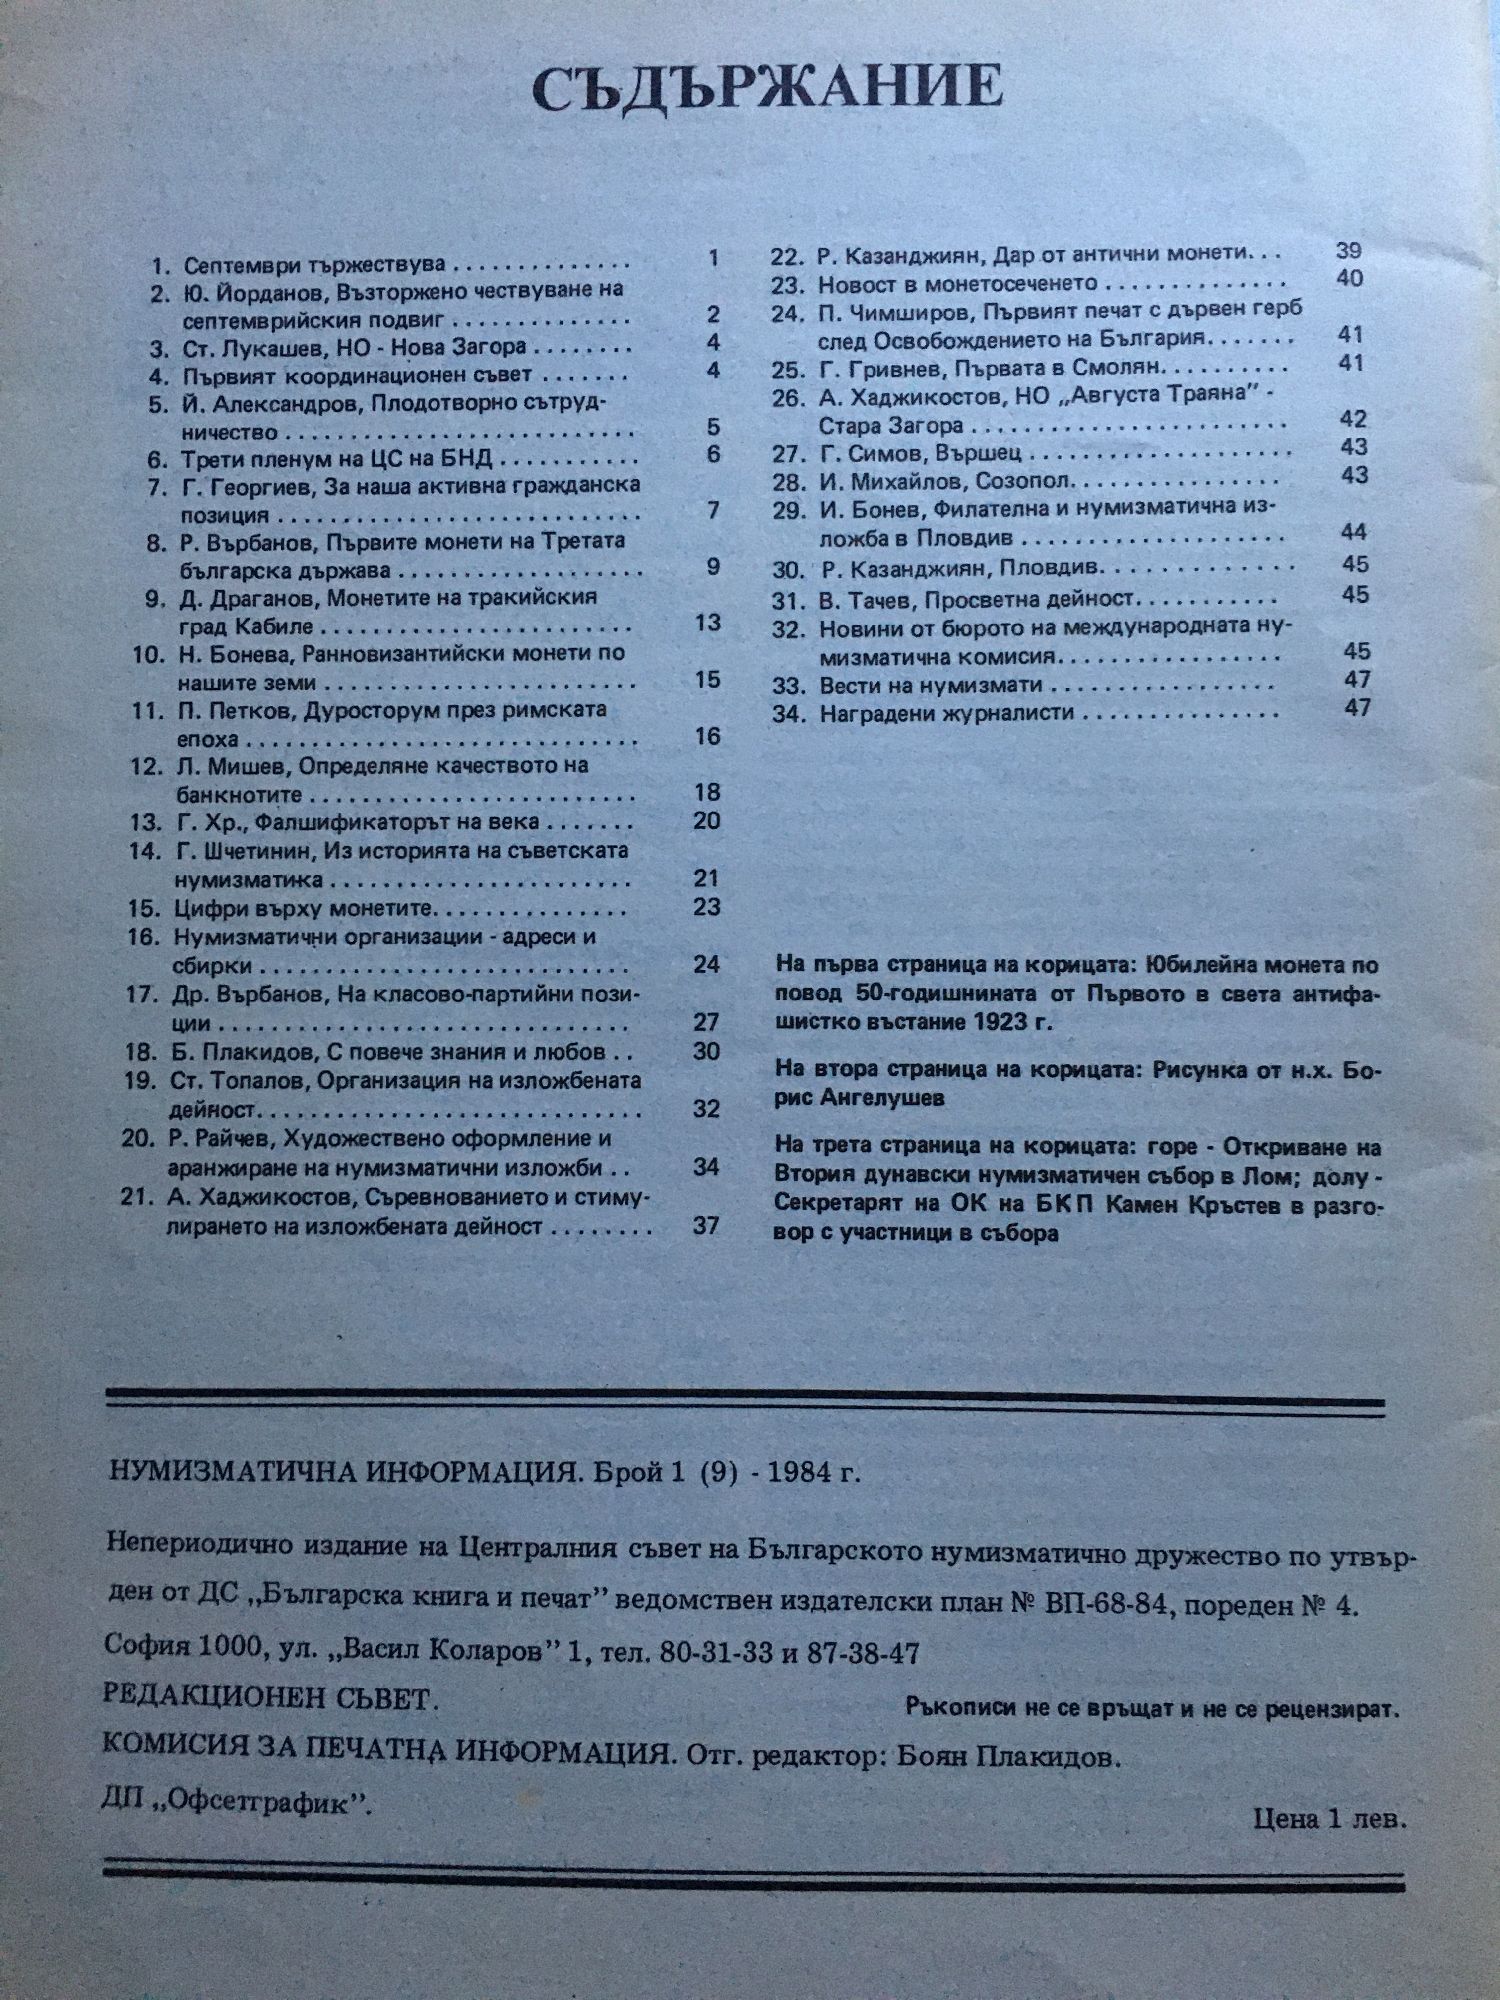 СЪДЪРЖАНИЕ
1. Септември тържествува . . . . . . . . . . . . . . 1
2. Ю. Йорданов, Възторжено чествуване на
септемврийския подвиг . . . . . . . . . . . . . . 2
3. Ст. Лукашев, НО - Нова Загора . . . . . . . . 4
4. Първият координационен съвет . . . . . . . 4
5. Й. Александров, Плодотворно сътруд-
ничество . . . . . . . . . . . . . . . . . . . . . . . . . . . 5
6. Трети пленум на ЦС на БНД . . . . . . . . . . . 6
7. Г. Георгиев, За наша активна гражданска
позиция . . . . . . . . . . . . . . . . . . . . . . . . . . . . 7
8. Р. Върбанов, Първите монети на Третата
българска държава . . . . . . . . . . . . . . . . . . . 9
9. Д. Драганов, Монетите на тракийския
град Кабиле . . . . . . . . . . . . . . . . . . . . . . . . 13
10. Н. Бонева, Ранновизантийски монети по
нашите земи . . . . . . . . . . . . . . . . . . . . . . . . 15
11. П. Петков, Дуросторум през римската
епоха . . . . . . . . . . . . . . . . . . . . . . . . . . . . . . 16
12. Л. Мишев, Определяне качеството на
банкнотите . . . . . . . . . . . . . . . . . . . . . . . . . 18
13. Г. Хр., Фалшификаторът на века . . . . . . . 20
14. Г. Шчетинин, Из историята на съветската
нумизматика . . . . . . . . . . . . . . . . . . . . . . . 21
15. Цифри върху монетите. . . . . . . . . . . . . . . 23
16. Нумизматични организации - адреси и
сбирки . . . . . . . . . . . . . . . . . . . . . . . . . . . . 24
17. Др. Върбанов, На класово-партийни пози-
ции . . . . . . . . . . . . . . . . . . . . . . . . . . . . . . . 27
18. Б. Плакидов, С повече знания и любов . . 30
19. Ст. Топалов, Организация на изложбената
дейност. . . . . . . . . . . . . . . . . . . . . . . . . . . . . 32
20. Р. Райчев, Художествено оформление и
аранжиране на нумизматични изложби . . 34
21. А. Хаджикостов, Съревнованието и стиму-
лирането на изложбената дейност . . . . . . . . 37
22. Р. Казанджиян, Дар от антични монети. . . 39
23. Новост в монетосеченето . . . . . . . . . . . . . . 40
24. П. Чимширов, Първият печат с дървен герб
след Освобождението на България. . . . . . . 41
25. Г. Гривнев, Първата в Смолян. . . . . . . . . . 41
26. А. Хаджикостов, НО „Августа Траяна” -
Стара Загора . . . . . . . . . . . . . . . . . . . . . . . . 42
27. Г. Симов, Вършец . . . . . . . . . . . . . . . . . . . 43
28. И. Михайлов, Созопол. . . . . . . . . . . . . . . . 43
29. И. Бонев, Филателна и нумизматична из-
ложба в Пловдив . . . . . . . . . . . . . . . . . . . . 44
30. Р. Казанджиян, Пловдив. . . . . . . . . . . . . . 45
31. В. Тачев, Просветна дейност. . . . . . . . . . . 45
32. Новини от бюрото на международната ну-
мизматична комисия. . . . . . . . . . . . . . . . . 45
33. Вести на нумизмати . . . . . . . . . . . . . . . . . 47
34. Наградени журналисти . . . . . . . . . . . . . . . 47
На първа страница на корицата: Юбилейна монета по
повод 50-годишнината от Първото в света антифа-
шистко въстание 1923 г.
На втора страница на корицата: Рисунка от н.х. Бо-
рис Ангелушев
На трета страница на корицата: горе - Откриване на
Втория дунавски нумизматичен събор в Лом; долу -
Секретарят на ОК на БКП Камен Кръстев в разго-
вор с участници в събора
НУМИЗМАТИЧНА ИНФОРМАЦИЯ. Брой 1 (9) - 1984 г.
Непериодично издание на Централния съвет на Българското нумизматично дружество по утвър-
ден от ДС „Българска книга и печат” ведомствен издателски план № ВП-68-84, пореден № 4.
София 1000, ул. „Васил Коларов” 1, тел. 80-31-33 и 87-38-47
РЕДАКЦИОНЕН СЪВЕТ. Ръкописи не се връщат и не се рецензират.
КОМИСИЯ ЗА ПЕЧАТНА ИНФОРМАЦИЯ. Отг. редактор: Боян Плакидов.
ДП „Офсетграфик”. Цена 1 лев.